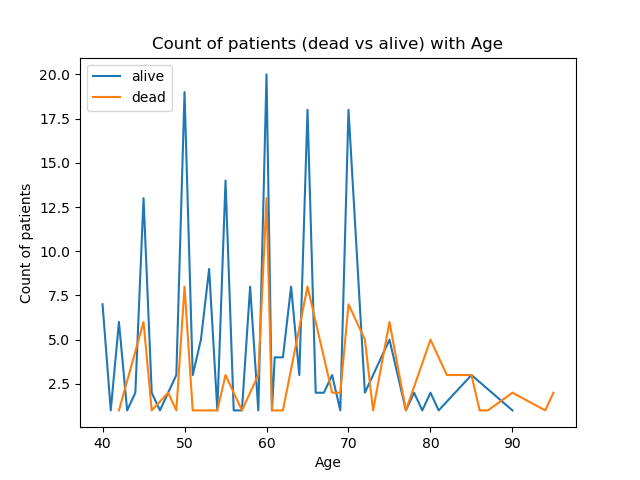 Count of patients (dead vs alive) with Age
alive
dead
20.0
17.5
15.0
12.5
10.0
7.5
5.0
2.5
Count of patients
40 50 60 70 80 90
Age